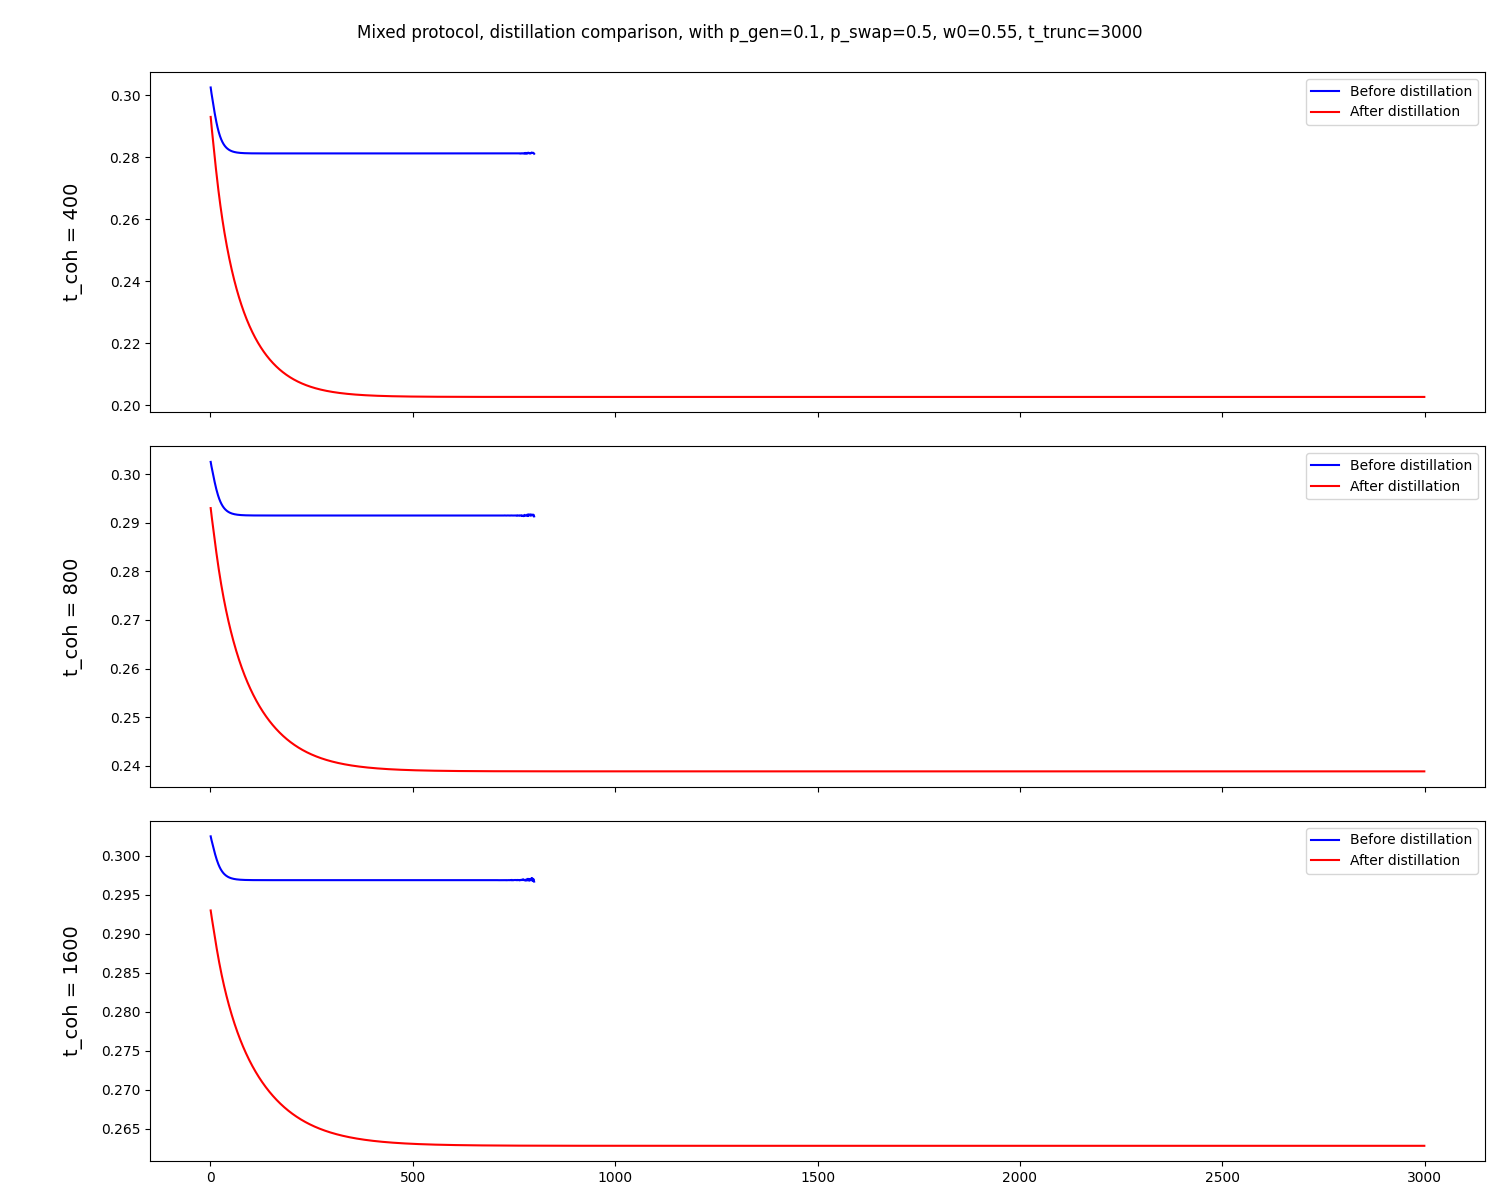 Mixed protocol, distillation comparison, with p_gen=0.1, p_swap=0.5, w0=0.55, t_trunc=3000
t_coh = 400
0.30
0.28
0.26
0.24
0.22
0.20
Before distillation
After distillation
t_coh = 800
0.30
0.29
0.28
0.27
0.26
0.25
0.24
Before distillation
After distillation
t_coh = 1600
0.300
0.295
0.290
0.285
0.280
0.275
0.270
0.265
Before distillation
After distillation
0
500
1000
1500
2000
2500
3000